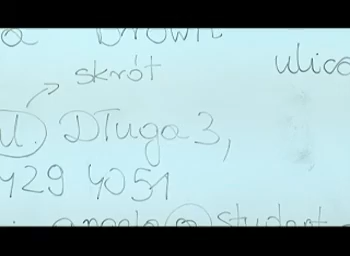 Brown
skrót ulica
ul. Długa 3,
429 4051
student